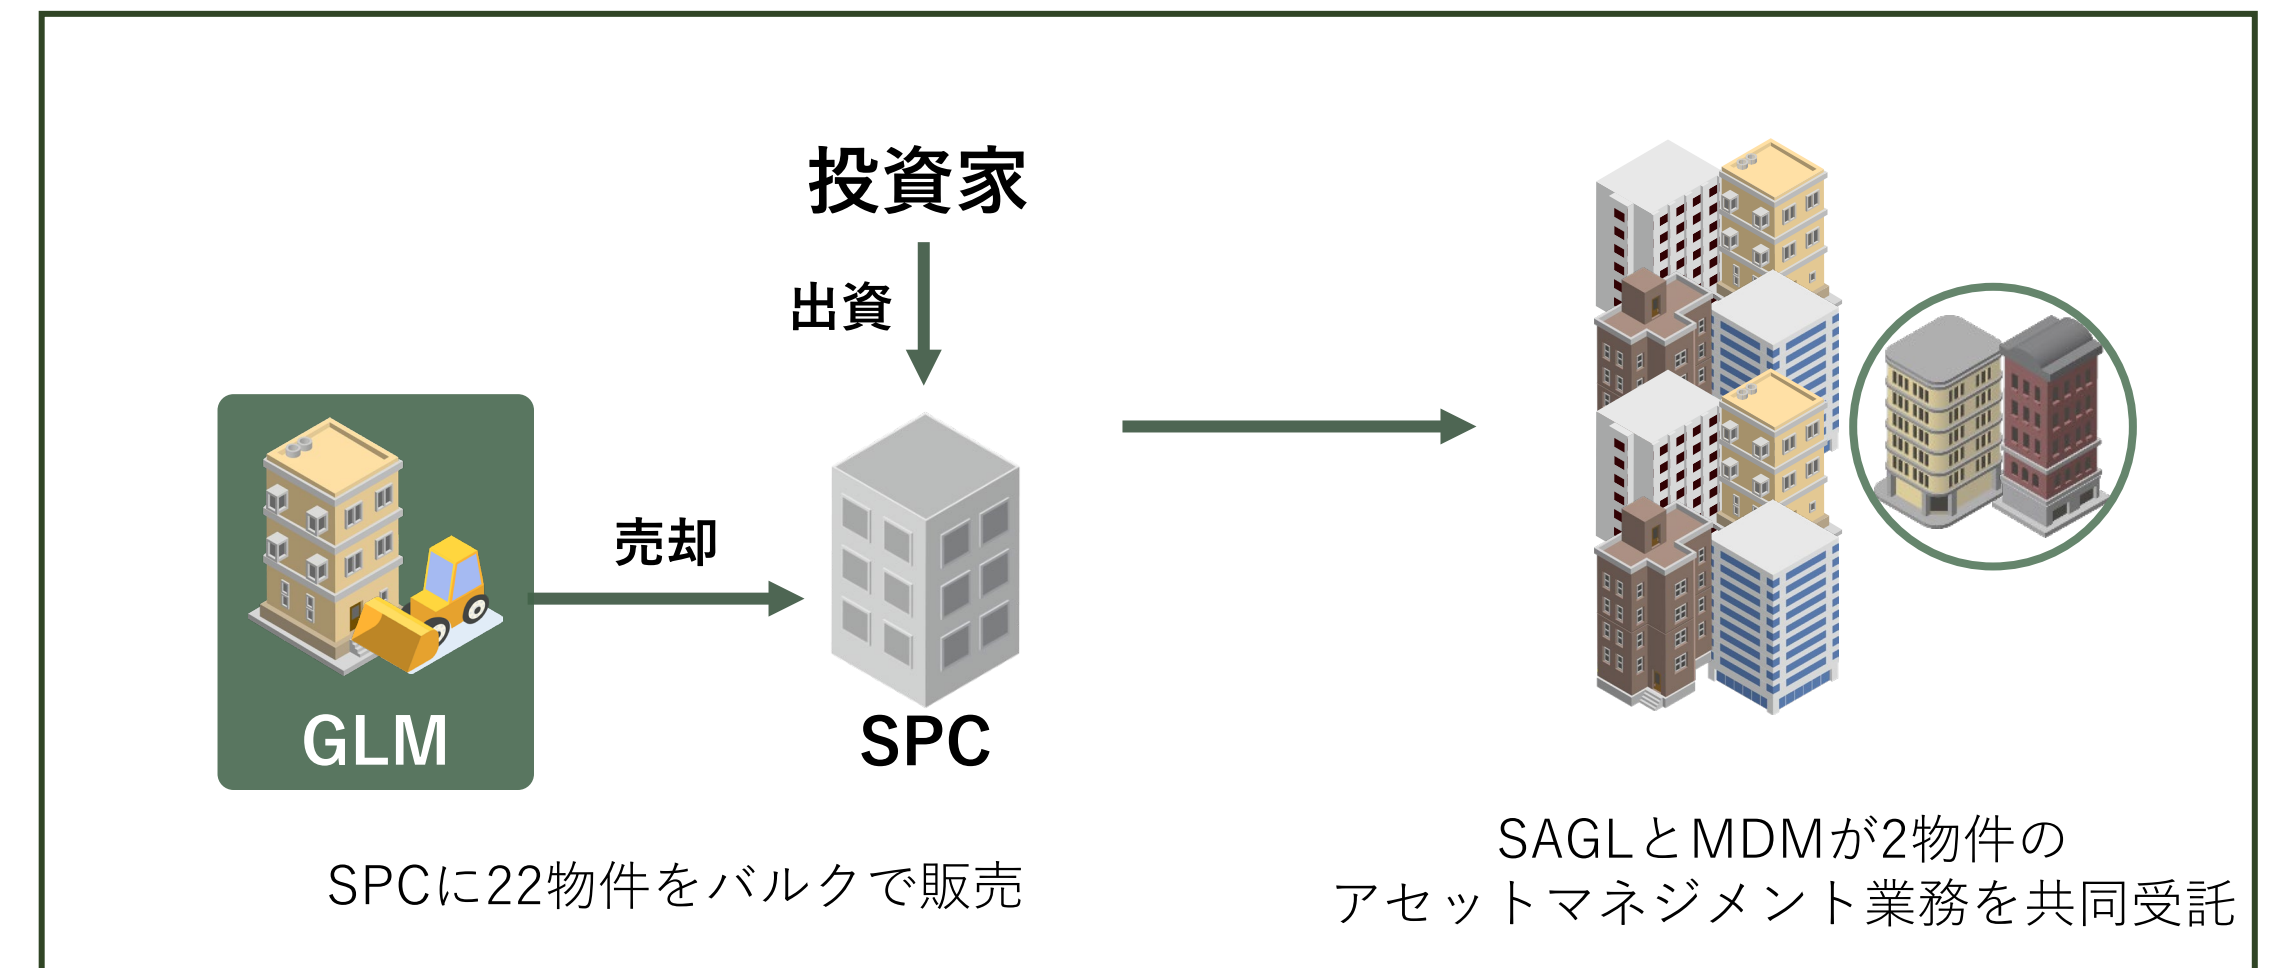 投資家
出資
売却
GLM
SPC
SPCに22物件をバルクで販売
SAGLとMDMが2物件の
アセットマネジメント業務を共同受託